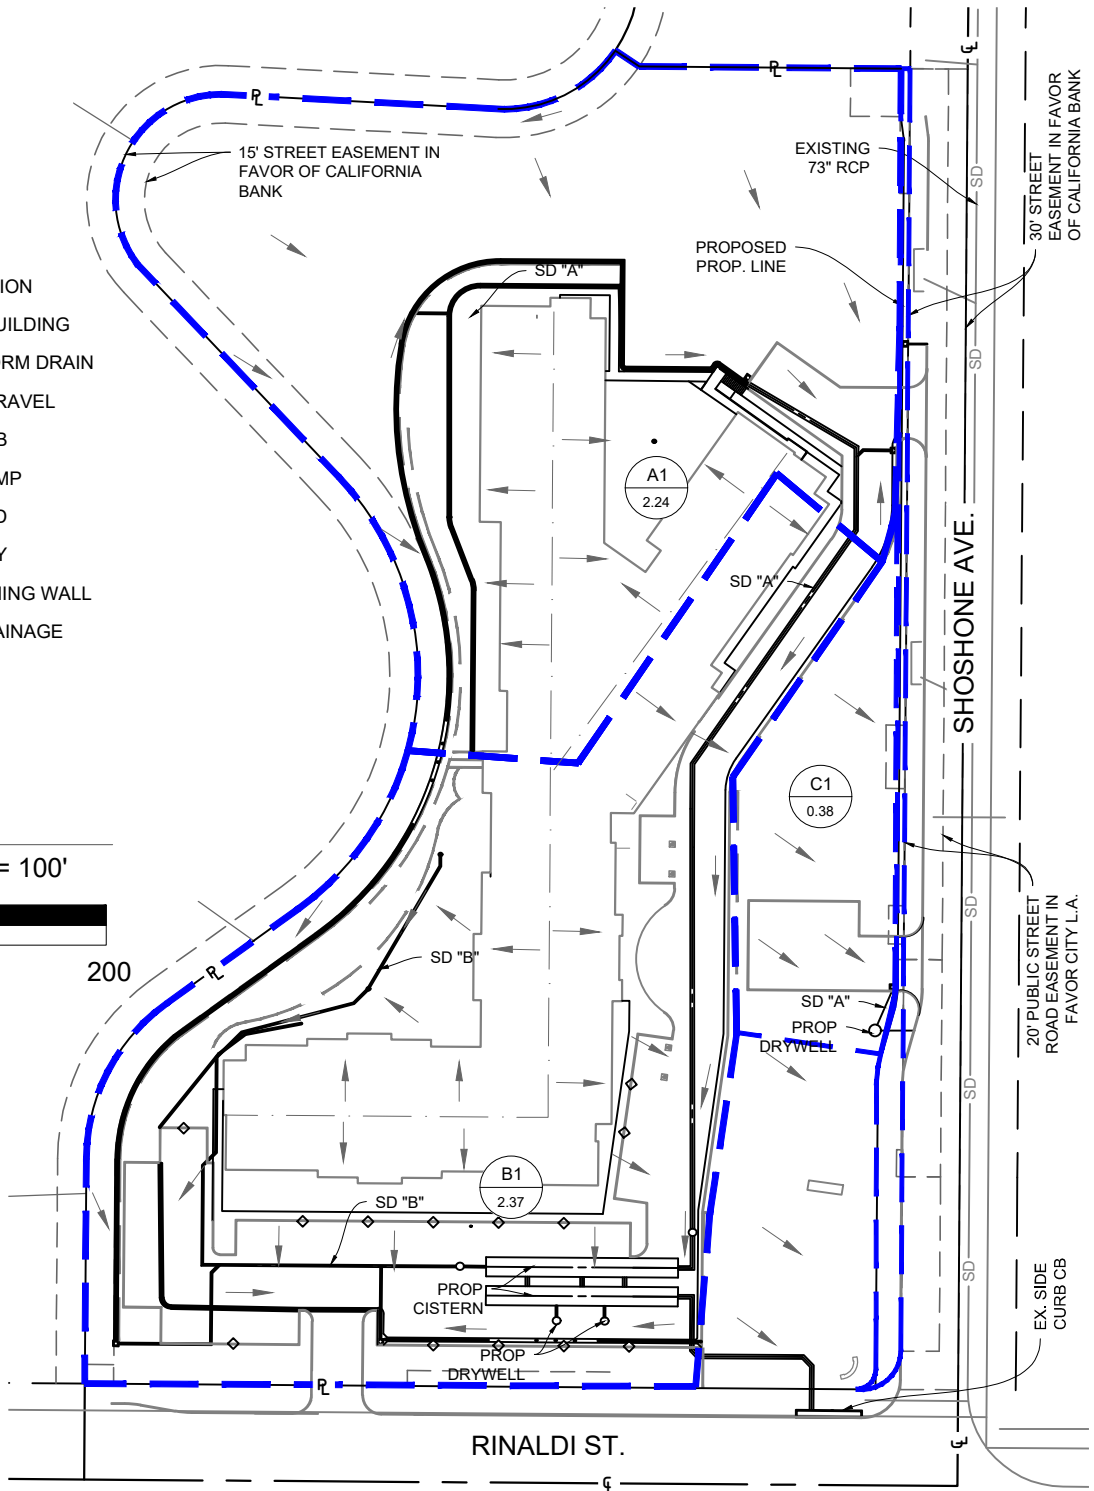 ℄
℄
P̲L
P̲L
15' STREET EASEMENT IN
FAVOR OF CALIFORNIA
BANK
EXISTING
73" RCP
SD
30' STREET
EASEMENT IN FAVOR
OF CALIFORNIA BANK
PROPOSED
PROP. LINE
SD "A"
ION
UILDING
ORM DRAIN
RAVEL
B
MP
D
Y
NING WALL
AINAGE
SD
A1
2.24
SHOSHONE AVE.
SD "A"
C1
0.38
= 100'
200
SD
20' PUBLIC STREET
ROAD EASEMENT IN
FAVOR CITY L.A.
SD "B"
P̲L
SD "A"
PROP
DRYWELL
SD
B1
2.37
SD "B"
SD
EX. SIDE
CURB CB
PROP
CISTERN
PROP
DRYWELL
P̲L
RINALDI ST.
℄
℄